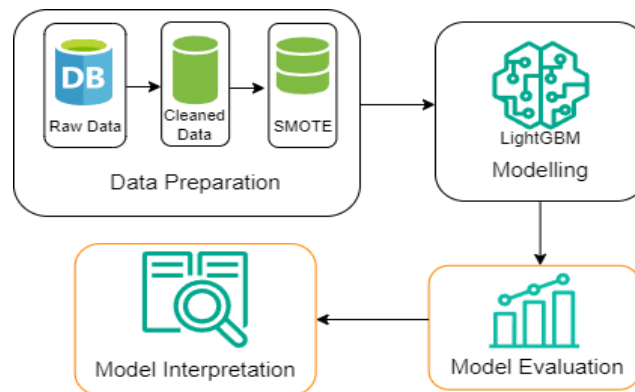 DB
Raw Data
Cleaned
Data
SMOTE
Data Preparation
LightGBM
Modelling
Model Interpretation
Model Evaluation